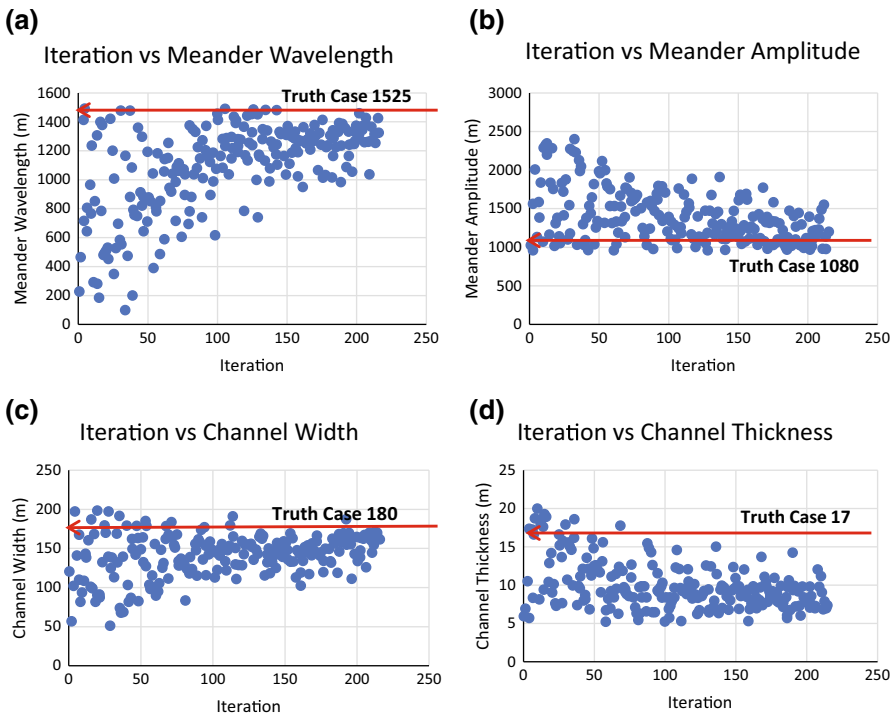 (a)
Iteration vs Meander Wavelength
Truth Case 1525
Meander Wavelength (m)
1600
1400
1200
1000
800
600
400
200
0
0 50 100 150 200 250
Iteration
(b)
Iteration vs Meander Amplitude
Meander Amplitude (m)
3000
2500
2000
1500
1000
500
0
Truth Case 1080
0 50 100 150 200 250
Iteration
(c)
Iteration vs Channel Width
Truth Case 180
Channel Width (m)
250
200
150
100
50
0
0 50 100 150 200 250
Iteration
(d)
Iteration vs Channel Thickness
Truth Case 17
Channel Thickness (m)
25
20
15
10
5
0
0 50 100 150 200 250
Iteration